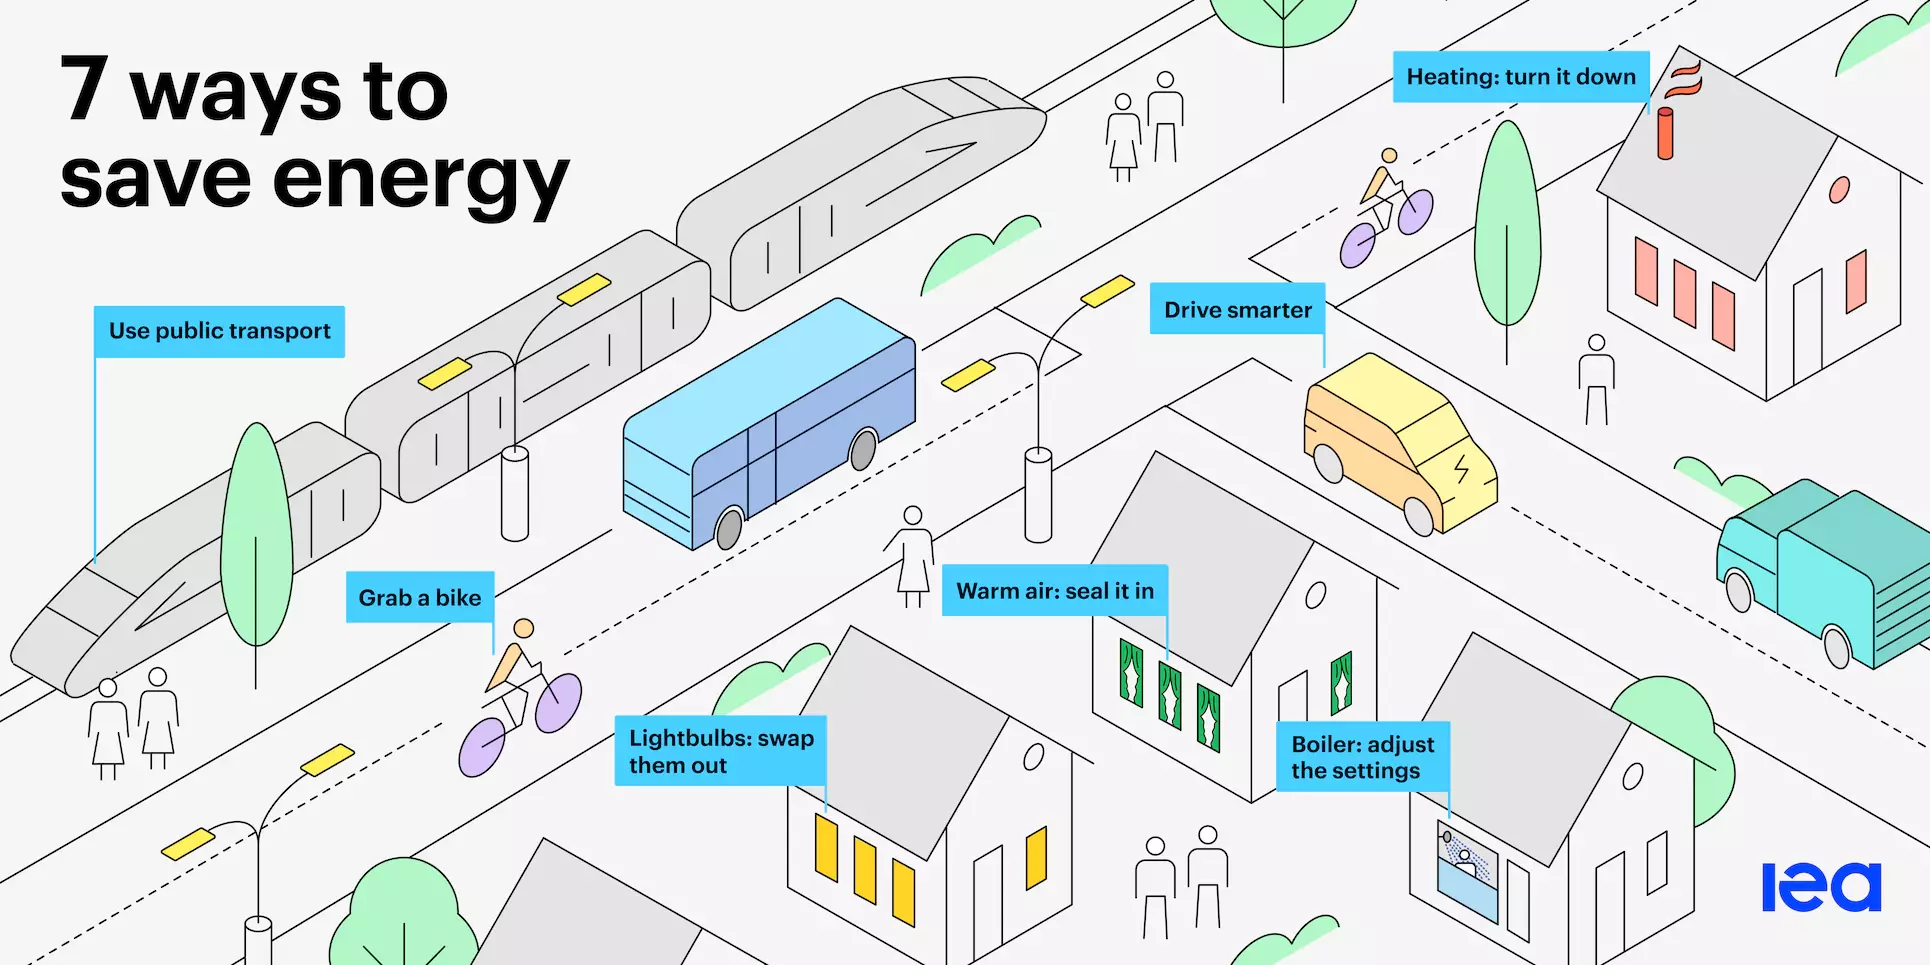 7 ways to
save energy
Heating: turn it down
Drive smarter
Use public transport
Grab a bike
Warm air: seal it in
Lightbulbs: swap
them out
Boiler: adjust
the settings
iea